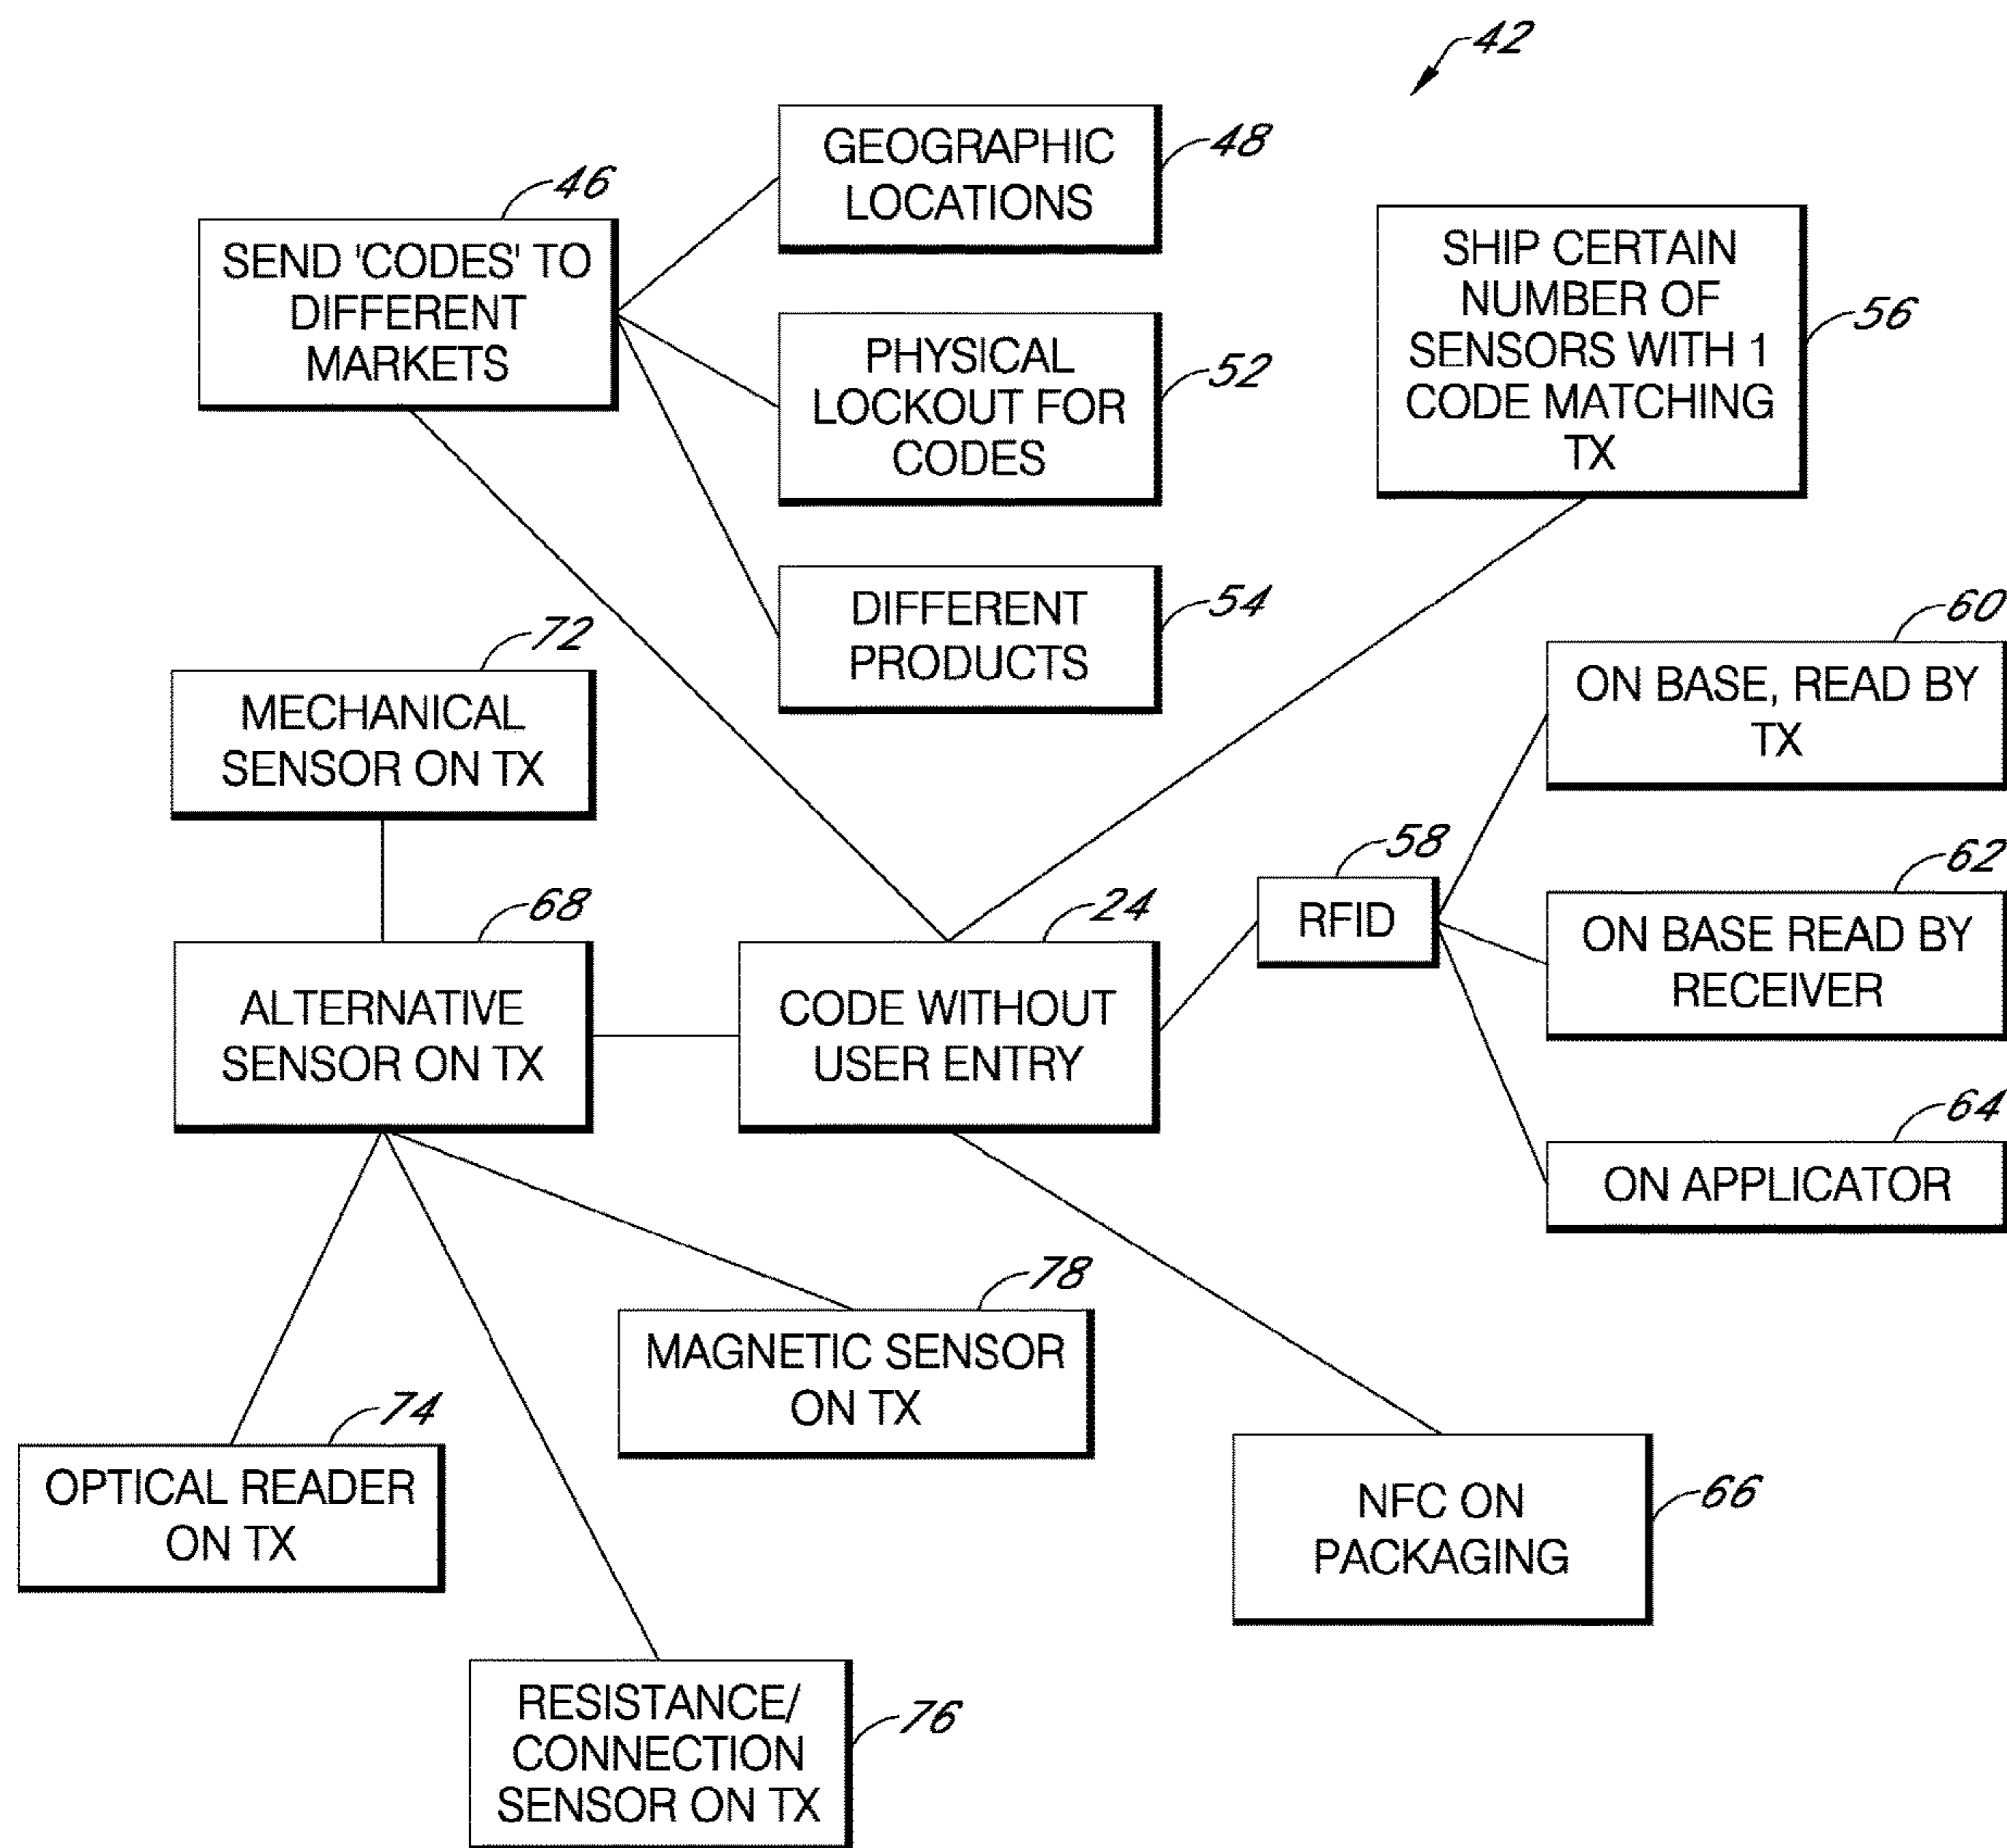 42
GEOGRAPHIC
LOCATIONS
48
46
SEND 'CODES' TO
DIFFERENT
MARKETS
SHIP CERTAIN
NUMBER OF
SENSORS WITH 1
CODE MATCHING
TX
56
PHYSICAL
LOCKOUT FOR
CODES
52
DIFFERENT
PRODUCTS
54
60
ON BASE, READ BY
TX
72
MECHANICAL
SENSOR ON TX
58
RFID
62
ON BASE READ BY
RECEIVER
68
ALTERNATIVE
SENSOR ON TX
24
CODE WITHOUT
USER ENTRY
64
ON APPLICATOR
78
MAGNETIC SENSOR
ON TX
74
OPTICAL READER
ON TX
NFC ON
PACKAGING
66
RESISTANCE/
CONNECTION
SENSOR ON TX
76